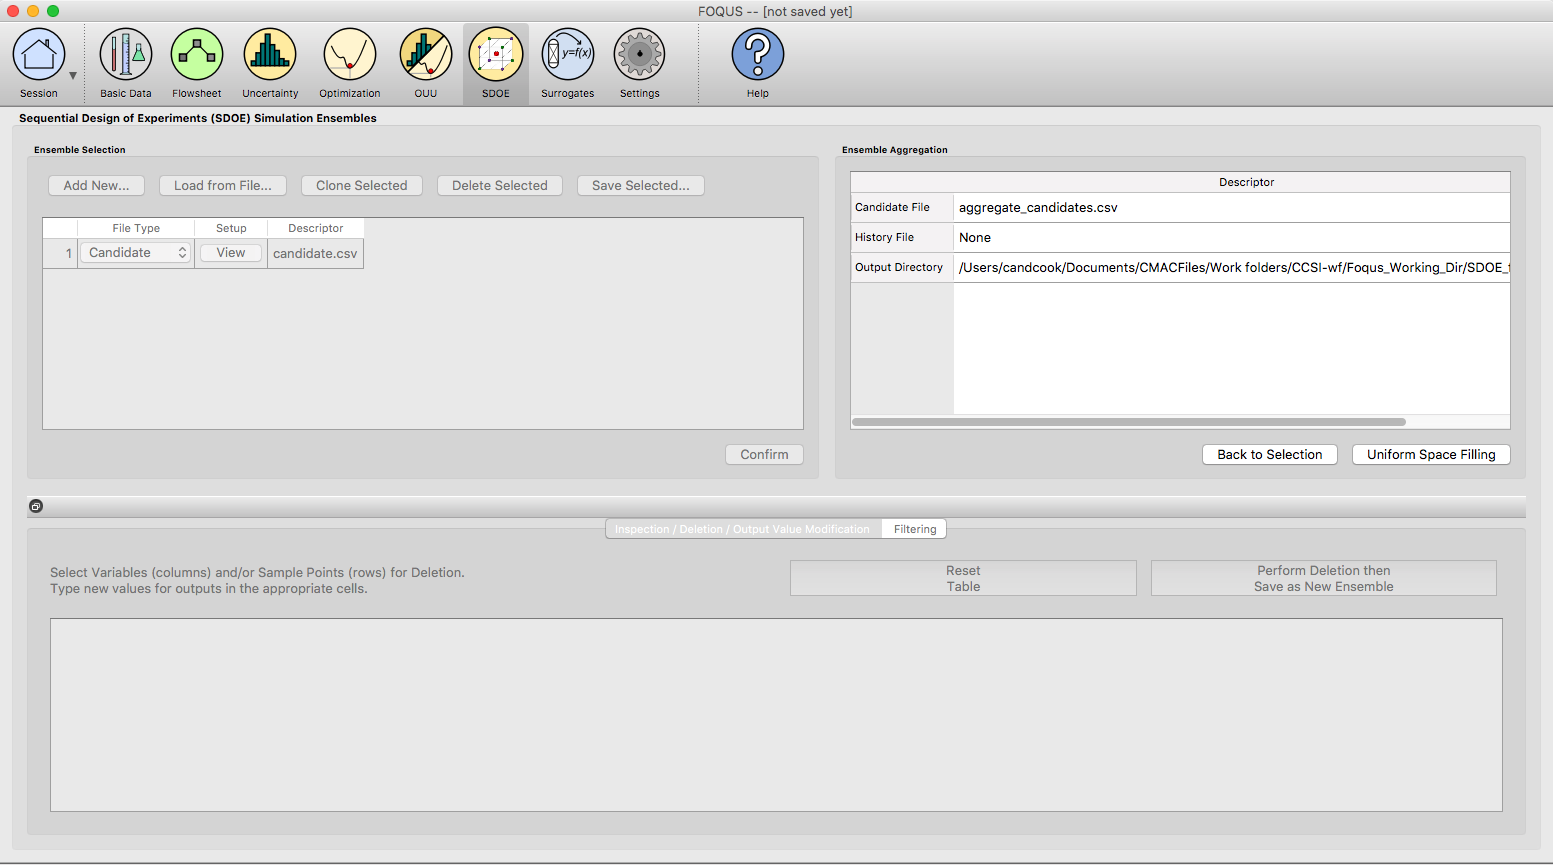 FOQUS -- [not saved yet]
Session
Basic Data
Flowsheet
Uncertainty
Optimization
OUU
SDOE
y=f(x)
Surrogates
Settings
?
Help
Sequential Design of Experiments (SDOE) Simulation Ensembles
Ensemble Selection
Add New...
Load from File...
Clone Selected
Delete Selected
Save Selected...
File Type Setup Descriptor
1 Candidate View candidate.csv
Confirm
Ensemble Aggregation
Descriptor
Candidate File aggregate_candidates.csv
History File None
Output Directory /Users/candcook/Documents/CMACFiles/Work folders/CCSI-wf/Foqus_Working_Dir/SDOE_
Back to Selection
Uniform Space Filling
Inspection / Deletion / Output Value Modification
Filtering
Select Variables (columns) and/or Sample Points (rows) for Deletion.
Type new values for outputs in the appropriate cells.
Reset
Table
Perform Deletion then
Save as New Ensemble